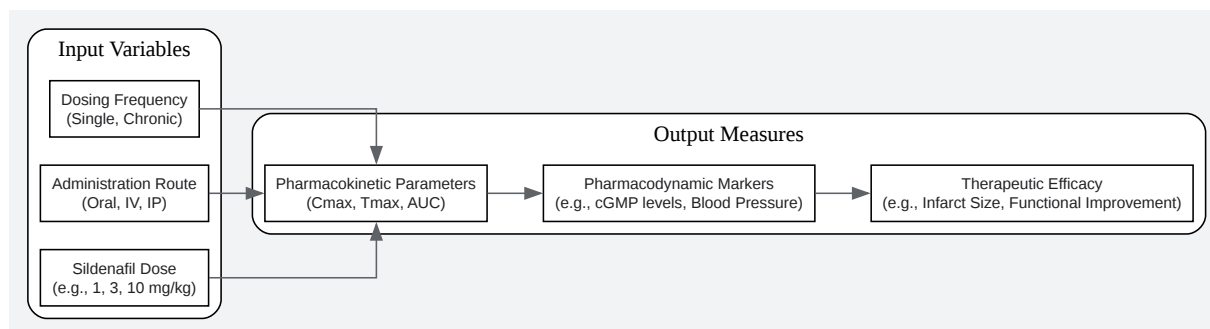 Input Variables
Dosing Frequency
(Single, Chronic)
Administration Route
(Oral, IV, IP)
Sildenafil Dose
(e.g., 1, 3, 10 mg/kg)
Output Measures
Pharmacokinetic Parameters
(Cmax, Tmax, AUC)
Pharmacodynamic Markers
(e.g., cGMP levels, Blood Pressure)
Therapeutic Efficacy
(e.g., Infarct Size, Functional Improvement)